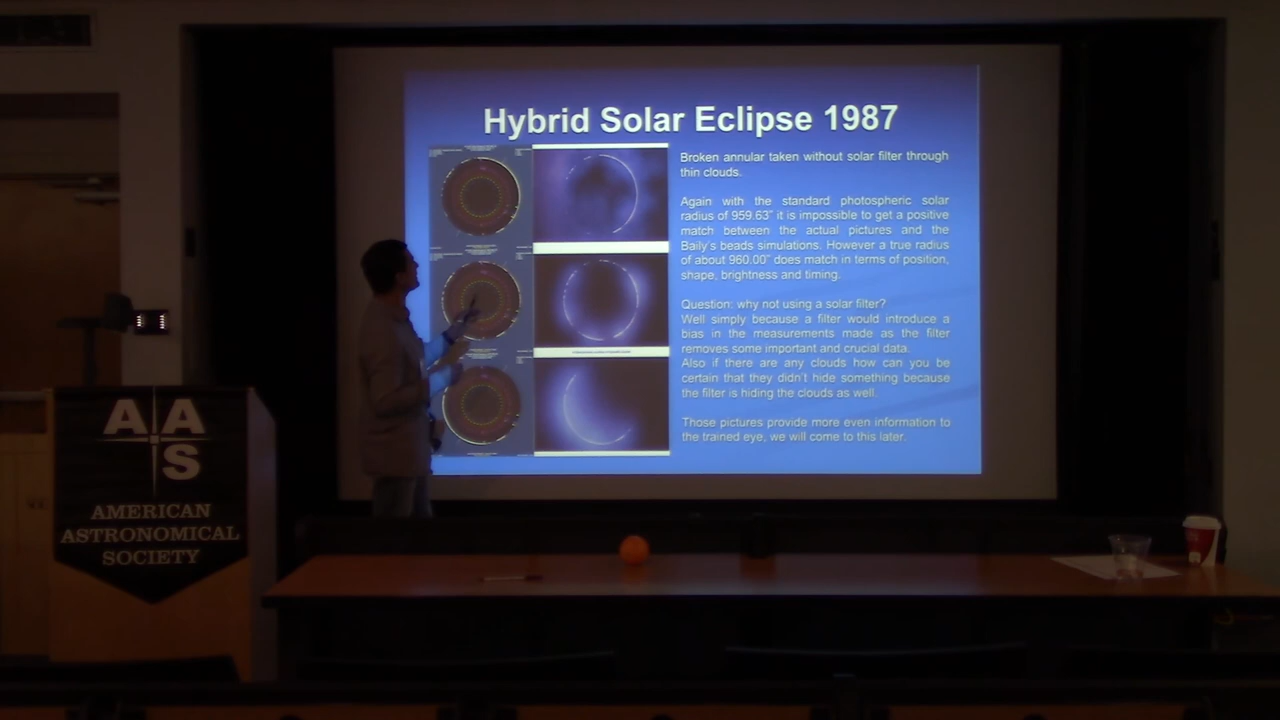 Hybrid Solar Eclipse 1987
Broken annular taken without solar filter through
thin clouds.
Again with the standard photospheric solar
radius of 959.63" it is impossible to get a positive
match between the actual pictures and the
Baily's beads simulations. However a true radius
of about 960.00" does match in terms of position,
shape, brightness and timing.
Question: why not using a solar filter?
Well simply because a filter would introduce a
bias in the measurements made as the filter
removes some important and crucial data.
Also if there are any clouds how can you be
certain that they didn't hide something because
the filter is hiding the clouds as well.
Those pictures provide more even information to
the trained eye, we will come to this later.
A A
S
AMERICAN
ASTRONOMICAL
SOCIETY